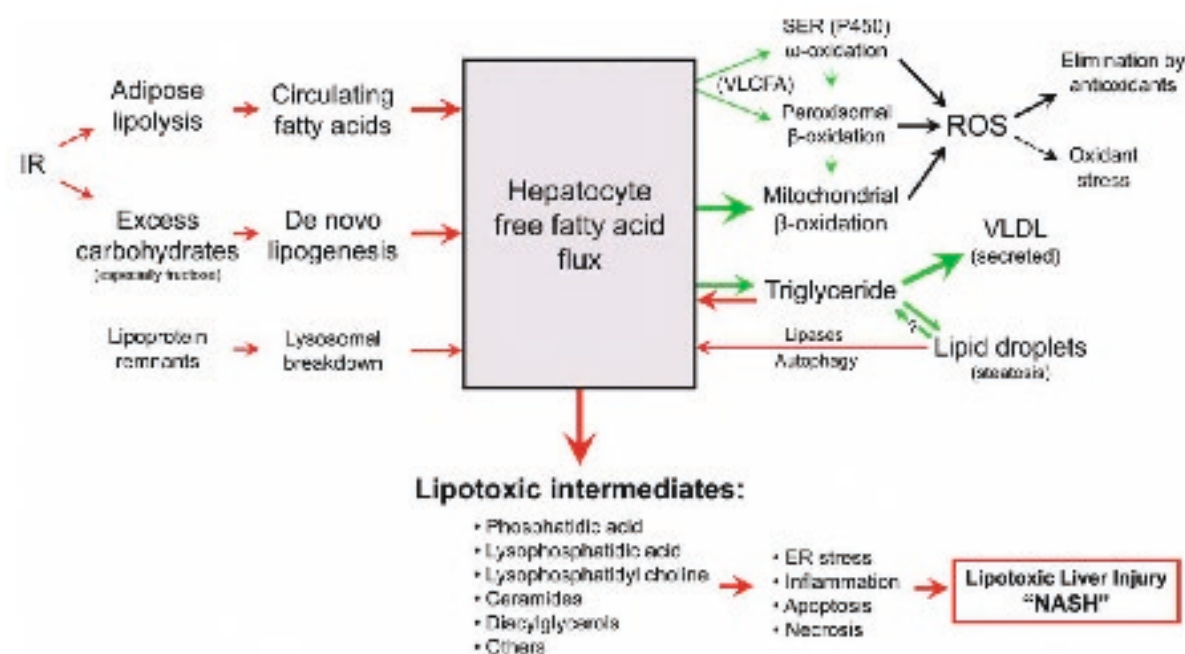 SER (P450)
ω-oxidation
(VLCFA)
Peroxisomal
β-oxidation
Mitochondrial
β-oxidation
ROS
Elimination by
antioxidants
Oxidant
stress
IR
Adipose
lipolysis
Circulating
fatty acids
Excess
carbohydrates
(especially fructose)
De novo
lipogenesis
Lipoprotein
remnants
Lysosomal
breakdown
Hepatocyte
free fatty acid
flux
Triglyceride
VLDL
(secreted)
?
Lipid droplets
(steatosis)
Lipases
Autophagy
Lipotoxic intermediates:
• Phosphatidic acid
• Lysophosphatidic acid
• Lysophosphatidyl choline
• Ceramides
• Diacylglycerols
• Others
• ER stress
• Inflammation
• Apoptosis
• Necrosis
Lipotoxic Liver Injury
“NASH”